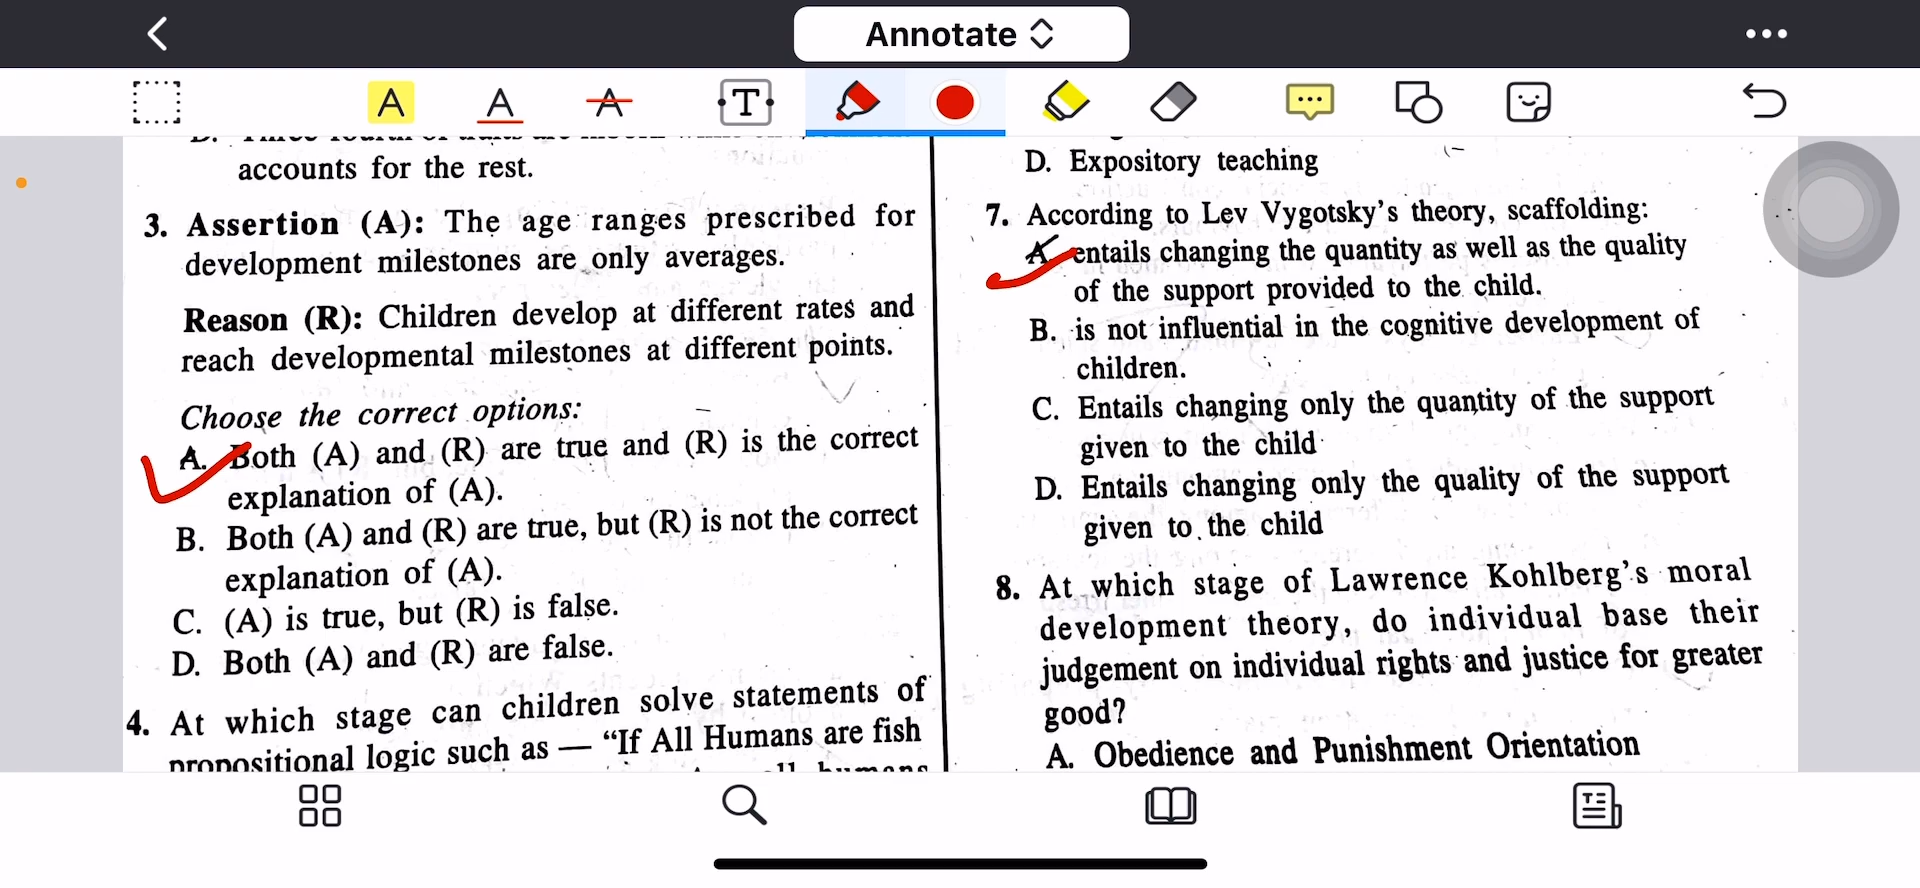 Annotate
A
A
A
T
accounts for the rest.
3. Assertion (A): The age ranges prescribed for
development milestones are only averages.
Reason (R): Children develop at different rates and
reach developmental milestones at different points.
Choose the correct options:
A. Both (A) and (R) are true and (R) is the correct
explanation of (A).
B. Both (A) and (R) are true, but (R) is not the correct
explanation of (A).
C. (A) is true, but (R) is false.
D. Both (A) and (R) are false.
4. At which stage can children solve statements of
propositional logic such as — “If All Humans are fish
D. Expository teaching
7. According to Lev Vygotsky's theory, scaffolding:
A. entails changing the quantity as well as the quality
of the support provided to the child.
B. is not influential in the cognitive development of
children.
C. Entails changing only the quantity of the support
given to the child
D. Entails changing only the quality of the support
given to the child
8. At which stage of Lawrence Kohlberg's moral
development theory, do individual base their
judgement on individual rights and justice for greater
good?
A. Obedience and Punishment Orientation